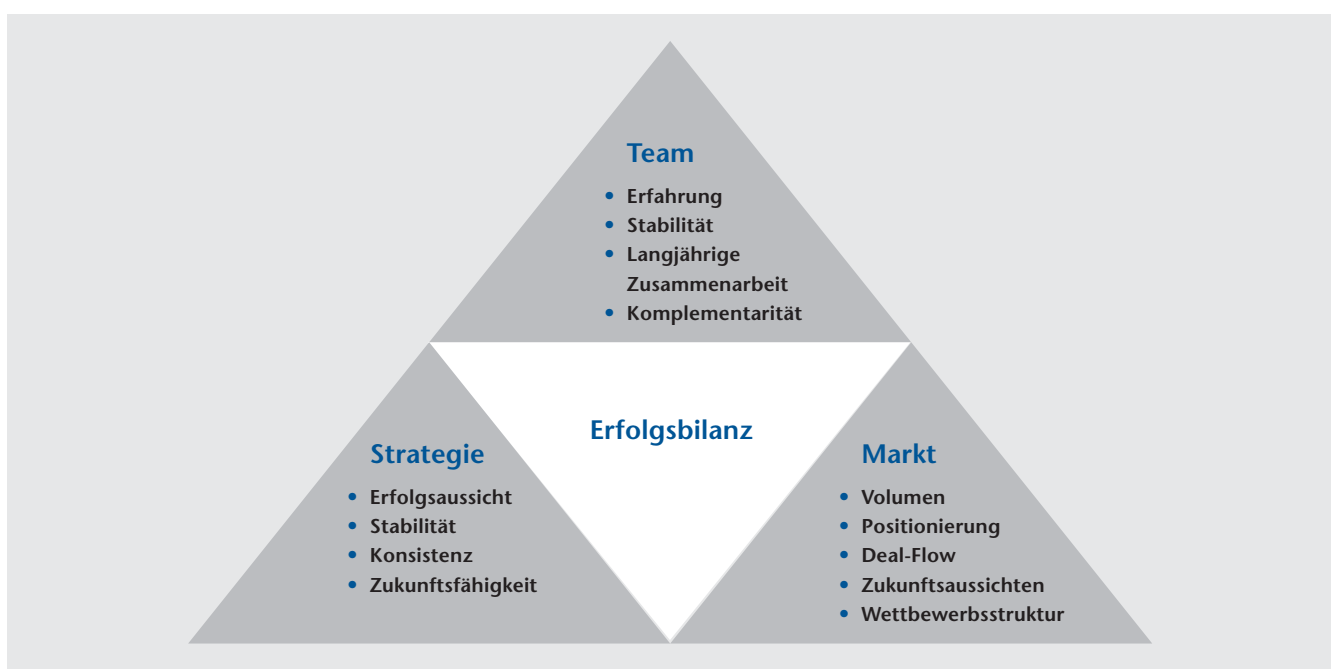 Team
• Erfahrung
• Stabilität
• Langjährige
Zusammenarbeit
• Komplementarität
Erfolgsbilanz
Strategie
• Erfolgsaussicht
• Stabilität
• Konsistenz
• Zukunftsfähigkeit
Markt
• Volumen
• Positionierung
• Deal-Flow
• Zukunftsaussichten
• Wettbewerbsstruktur